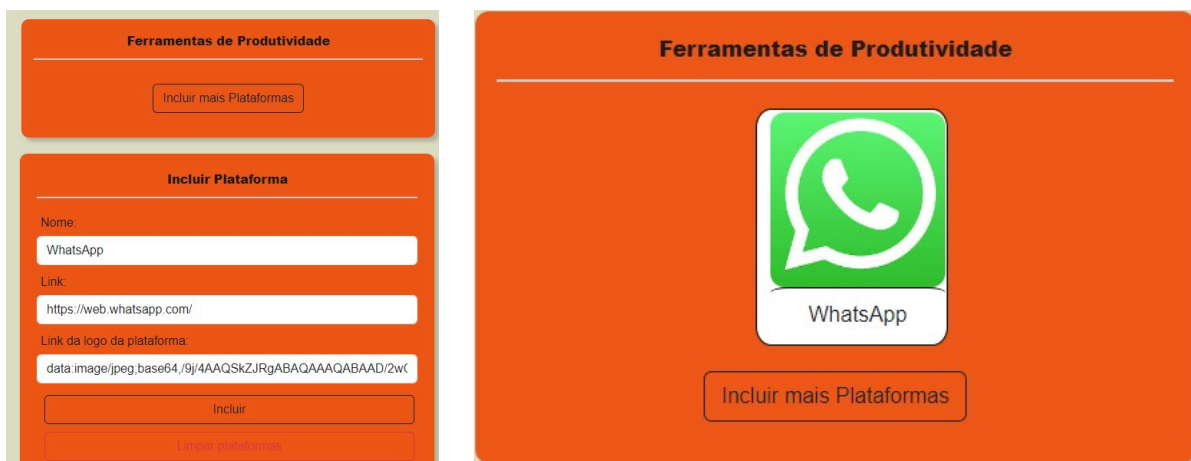 Ferramentas de Produtividade
Incluir mais Plataformas
Incluir Plataforma
Nome:
WhatsApp
Link:
https://web.whatsapp.com/
Link da logo da plataforma:
data:image/jpeg;base64,/9j/4AAQSkZJRgABAQAAAQABAAD/2w(
Incluir
Limpar plataformas
Ferramentas de Produtividade
WhatsApp
Incluir mais Plataformas